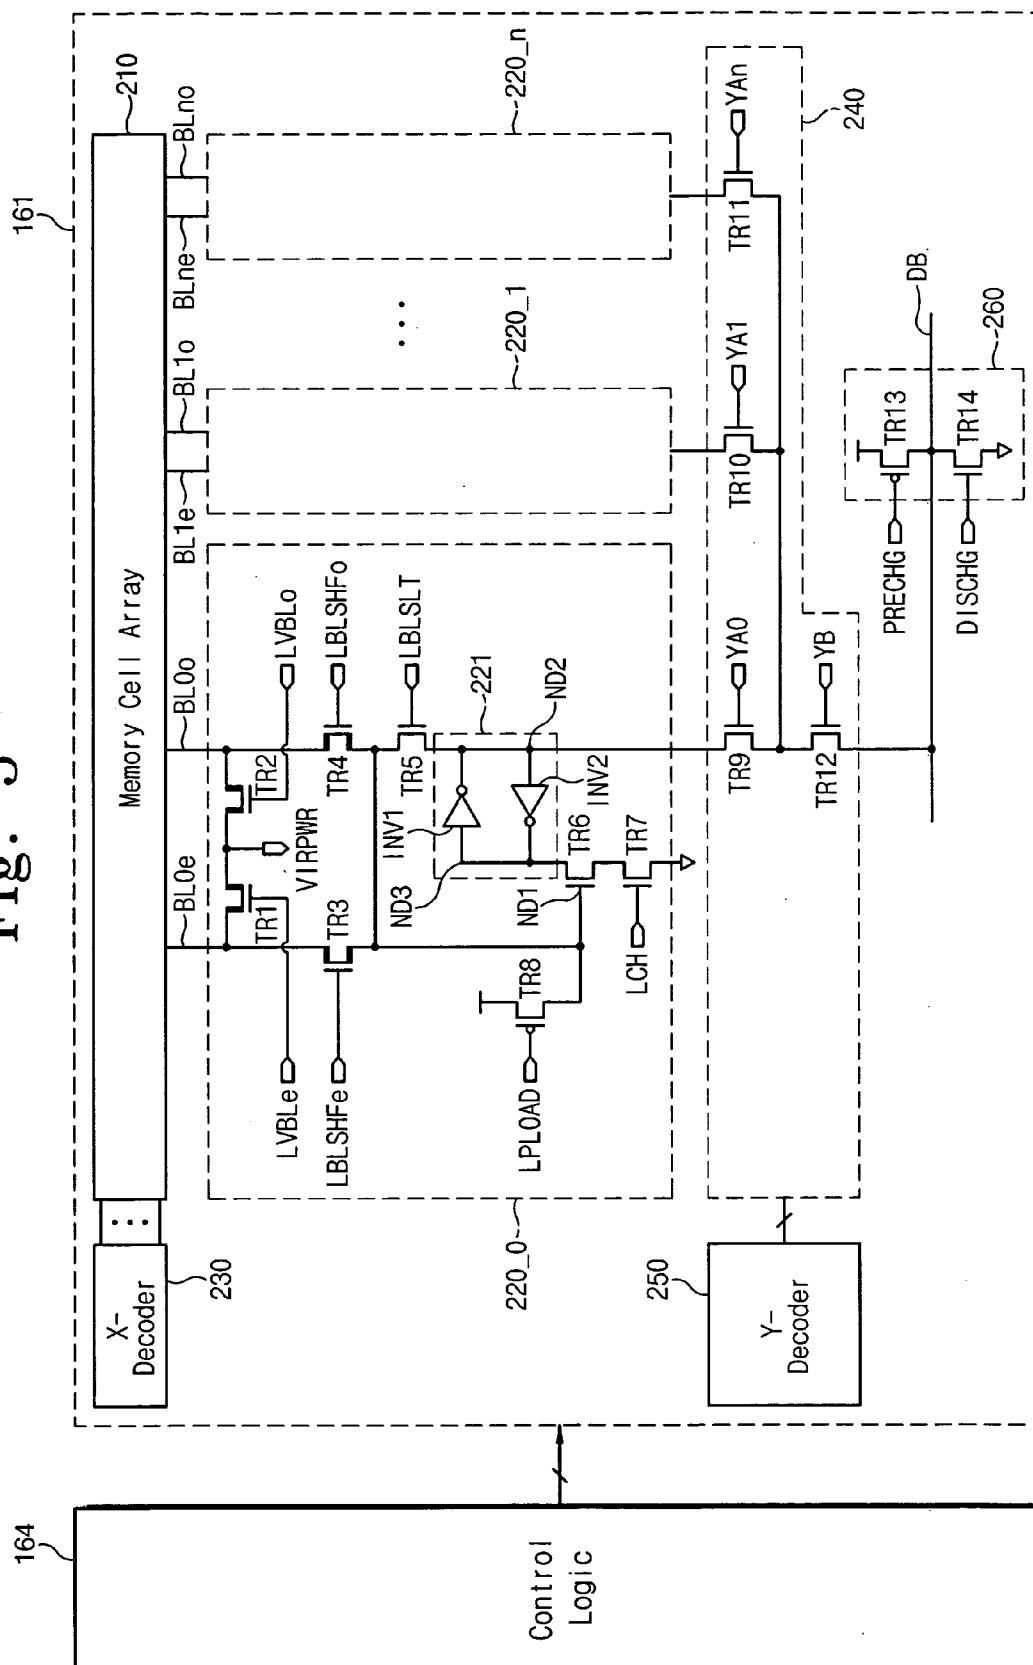 Fig. 3
161
210
Memory Cell Array
X-
Decoder
230
BL0e
BL0o
BL1e
BL1o
BLne
BLno
220_n
220_1
...
TR1
TR2
VIRPWR
LVBLe
LVBLo
LBLSHFe
TR3
TR4
LBLSHFo
TR5
LBLSLT
221
INV1
INV2
ND2
ND3
ND1
TR6
TR7
LCH
TR8
LPLOAD
220_0
TR9
YA0
TR10
YA1
TR11
YAn
240
TR12
YB
250
Y-
Decoder
DB
260
PRECHG
TR13
DISCHG
TR14
164
Control
Logic